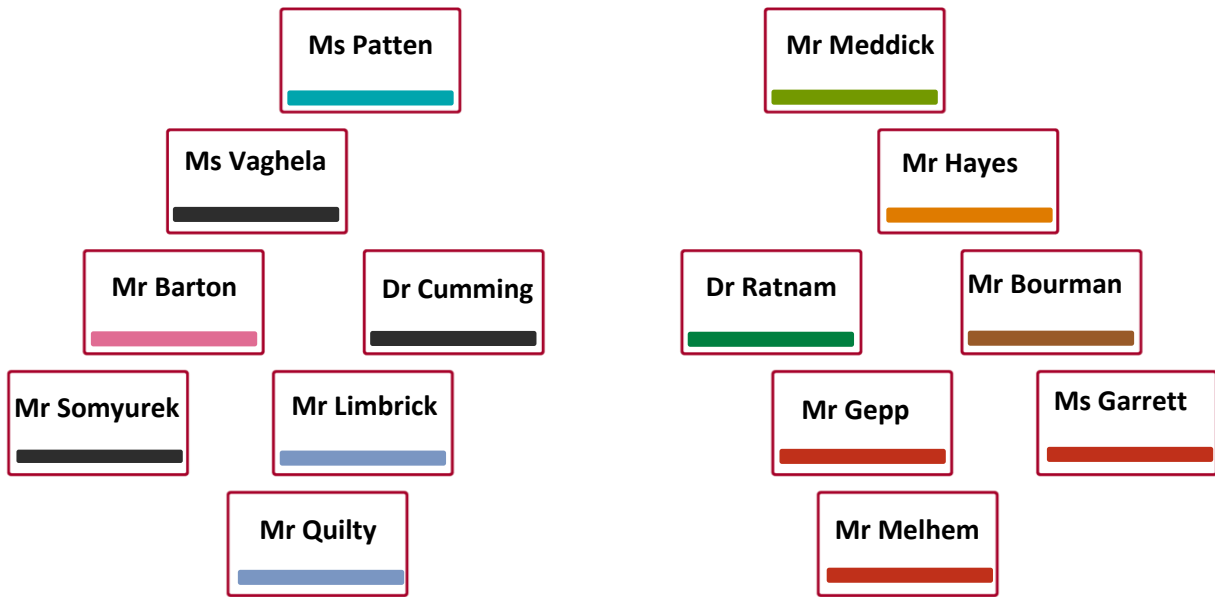 Ms Patten
Mr Meddick
Ms Vaghela
Mr Hayes
Mr Barton
Dr Cumming
Dr Ratnam
Mr Bourman
Mr Somyurek
Mr Limbrick
Mr Gepp
Ms Garrett
Mr Quilty
Mr Melhem